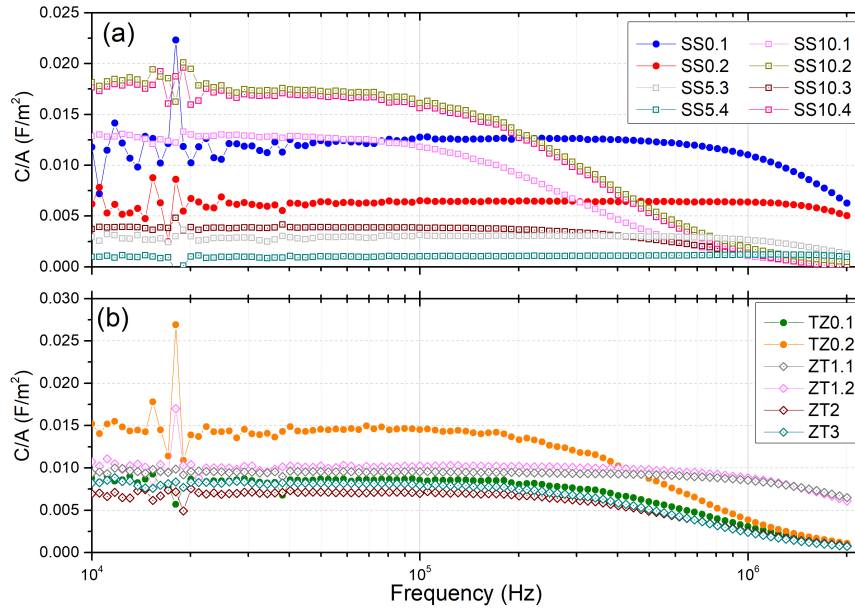 (a)
C/A (F/m²)
0.025
0.020
0.015
0.010
0.005
0.000
SS0.1 SS10.1
SS0.2 SS10.2
SS5.3 SS10.3
SS5.4 SS10.4
(b)
C/A (F/m²)
0.030
0.025
0.020
0.015
0.010
0.005
0.000
TZ0.1
TZ0.2
ZT1.1
ZT1.2
ZT2
ZT3
10⁴ 10⁵ 10⁶
Frequency (Hz)